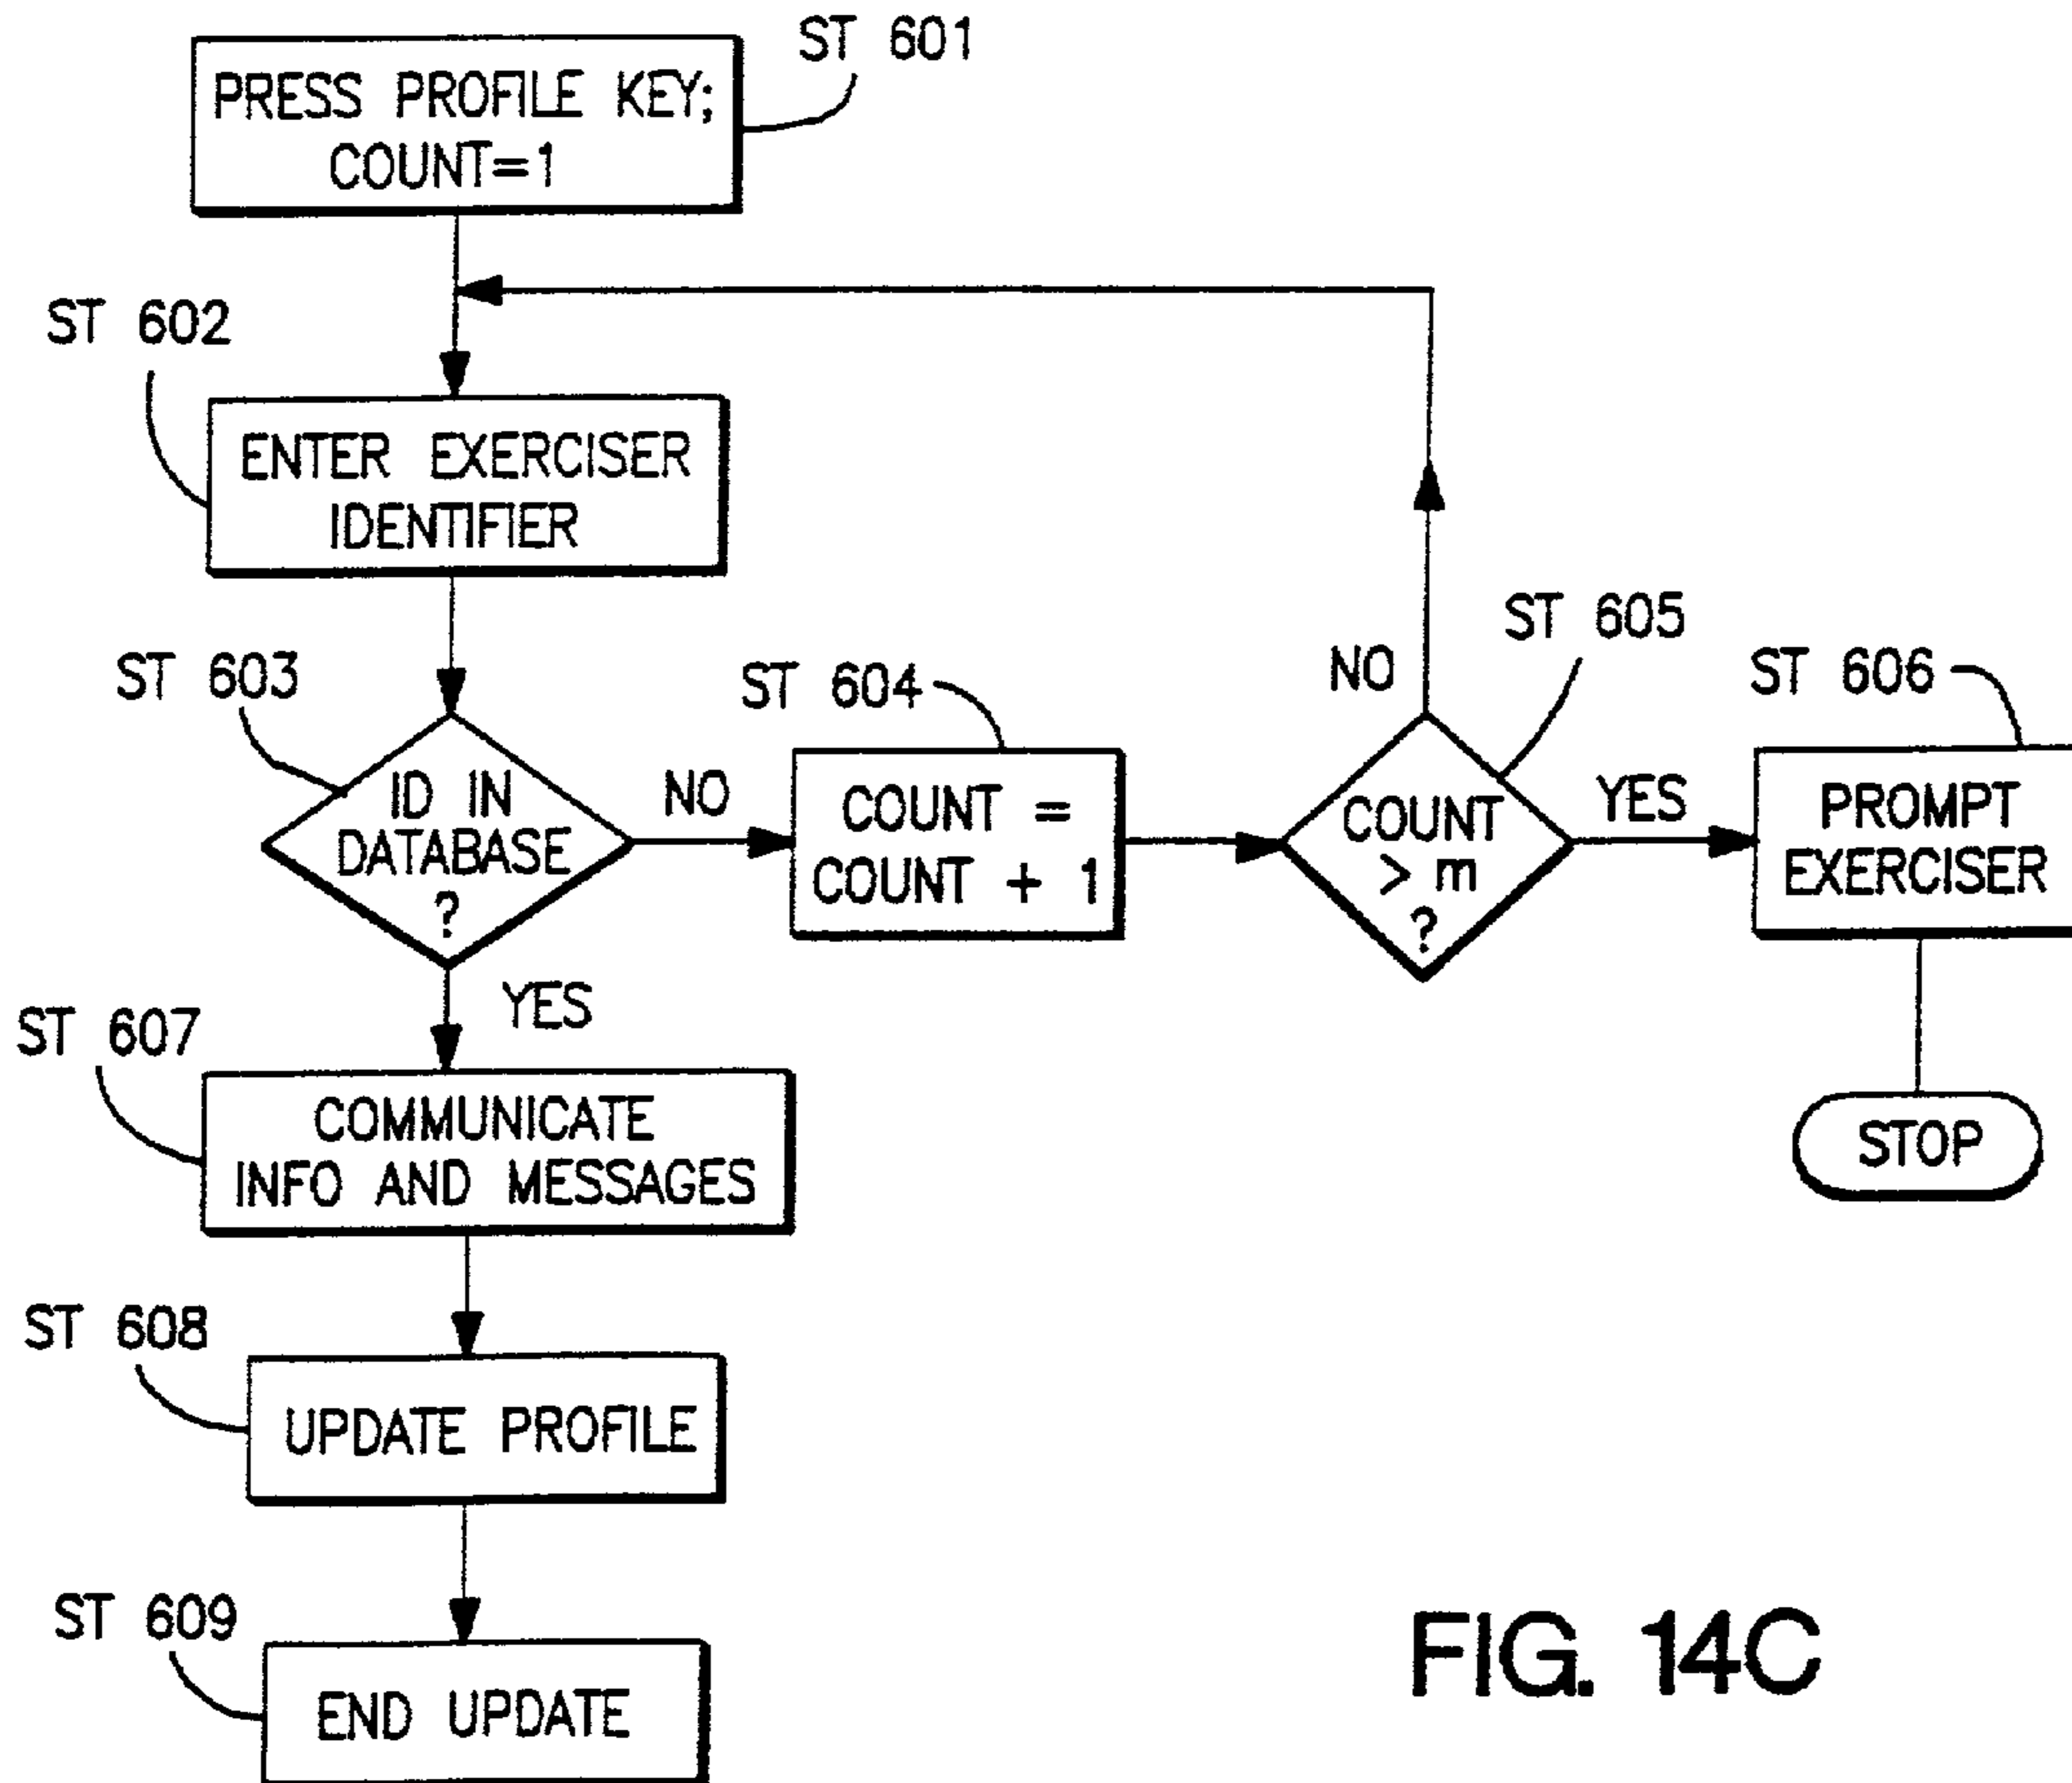 ST 601
PRESS PROFILE KEY;
COUNT=1
ST 602
ENTER EXERCISER
IDENTIFIER
ST 603
ID IN
DATABASE
?
NO
ST 604
COUNT =
COUNT + 1
ST 605
NO
COUNT
> m
?
YES
ST 606
PROMPT
EXERCISER
STOP
YES
ST 607
COMMUNICATE
INFO AND MESSAGES
ST 608
UPDATE PROFILE
ST 609
END UPDATE
FIG. 14C